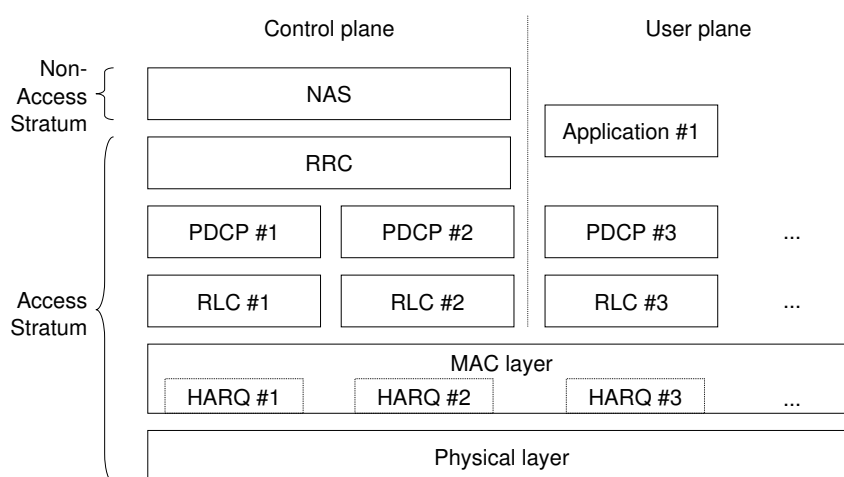 Control plane
User plane
Non-
Access
Stratum
NAS
Application #1
RRC
PDCP #1
PDCP #2
PDCP #3
...
Access
Stratum
RLC #1
RLC #2
RLC #3
...
MAC layer
HARQ #1
HARQ #2
HARQ #3
...
Physical layer